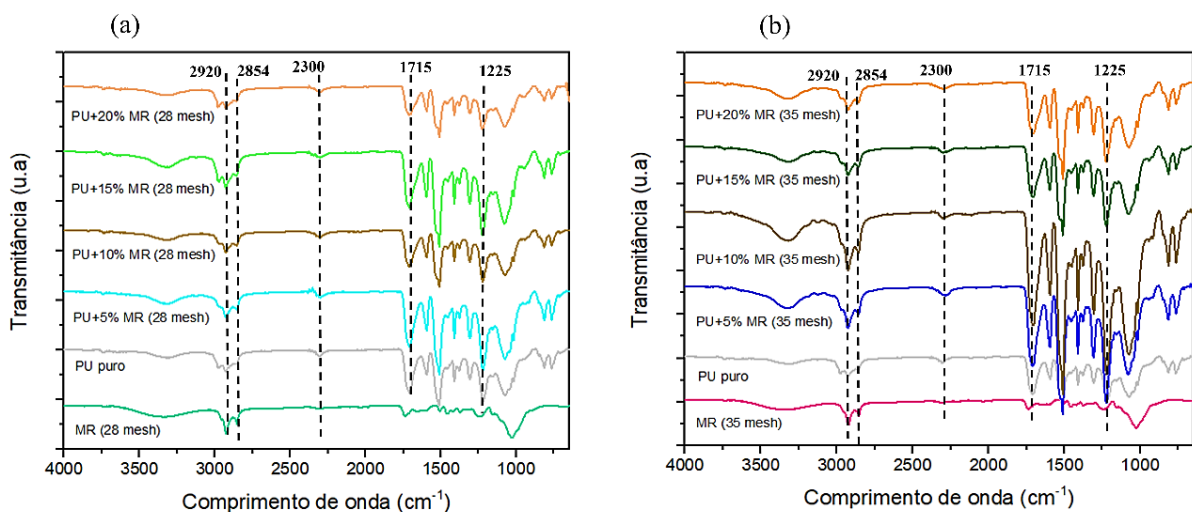 (a)
2920 2854 2300 1715 1225
PU+20% MR (28 mesh)
PU+15% MR (28 mesh)
PU+10% MR (28 mesh)
PU+5% MR (28 mesh)
PU puro
MR (28 mesh)
Transmitância (u.a)
4000 3500 3000 2500 2000 1500 1000
Comprimento de onda (cm⁻¹)
(b)
2920 2854 2300 1715 1225
PU+20% MR (35 mesh)
PU+15% MR (35 mesh)
PU+10% MR (35 mesh)
PU+5% MR (35 mesh)
PU puro
MR (35 mesh)
Transmitância (u.a)
4000 3500 3000 2500 2000 1500 1000
Comprimento de onda (cm⁻¹)